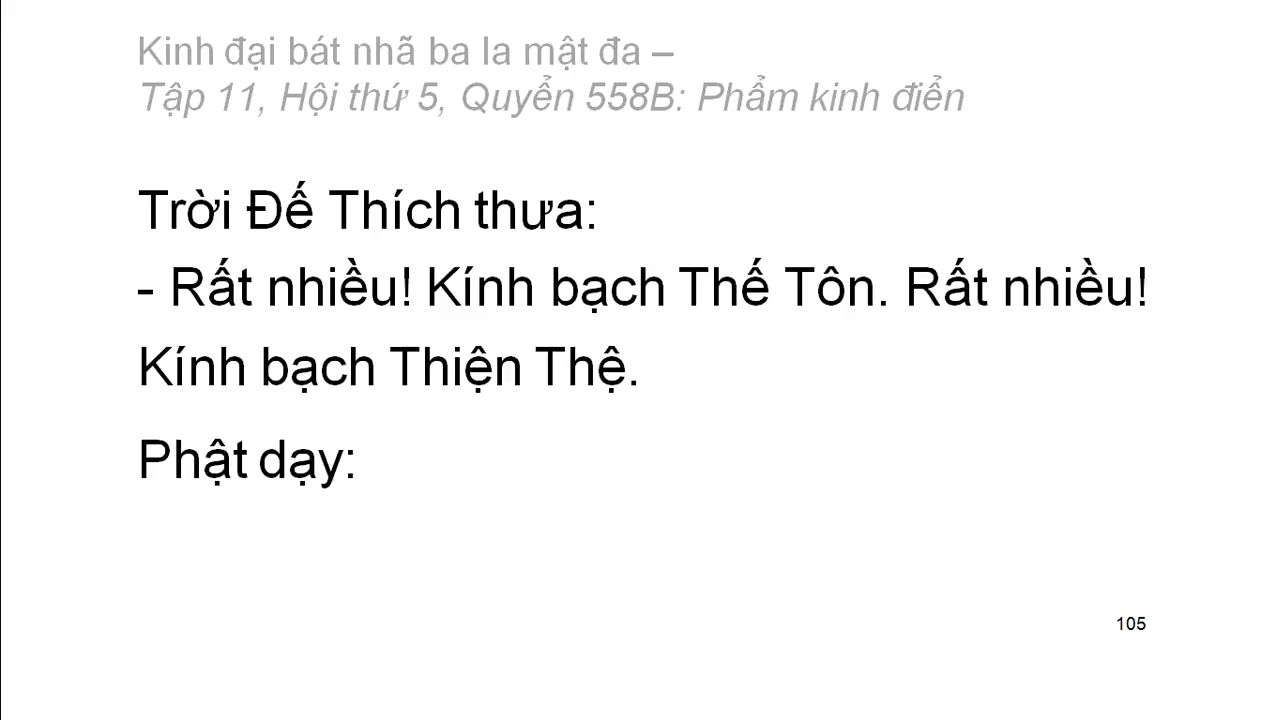 Kinh đại bát nhã ba la mật đa –
Tập 11, Hội thứ 5, Quyển 558B: Phẩm kinh điển
Trời Đế Thích thưa:
- Rất nhiều! Kính bạch Thế Tôn. Rất nhiều!
Kính bạch Thiện Thệ.
Phật dạy:
105